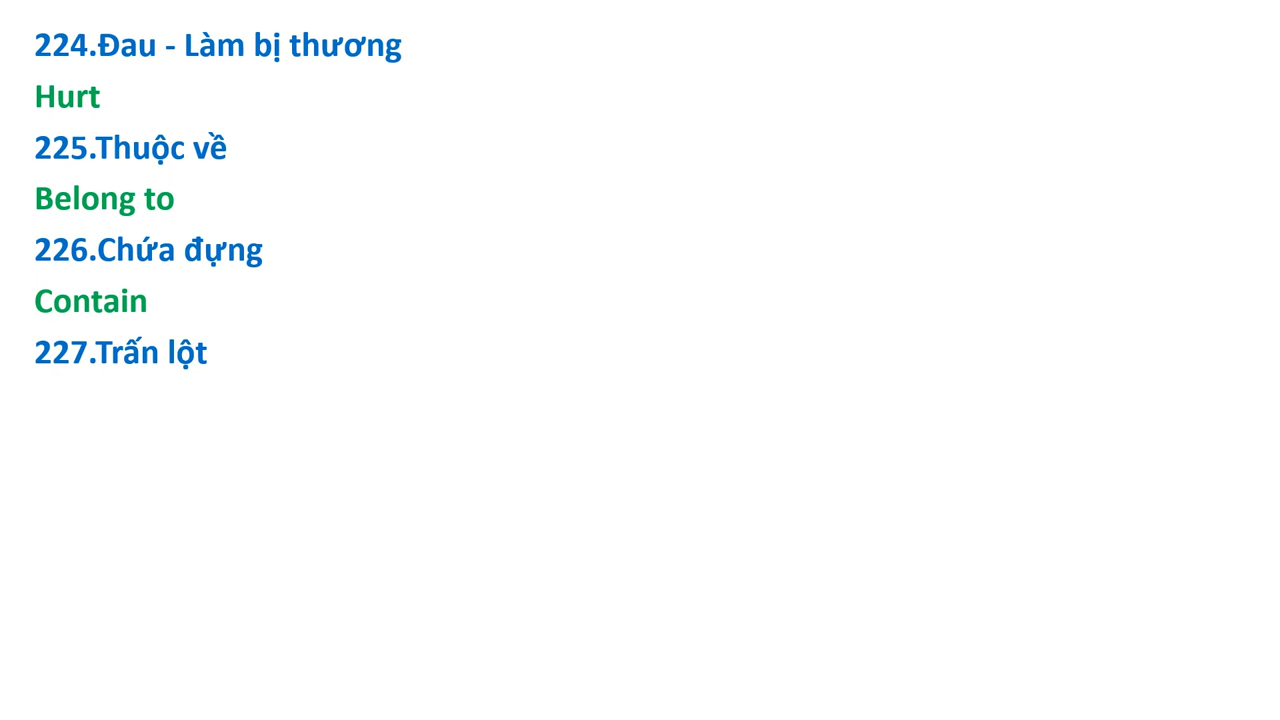 224.Đau - Làm bị thương
Hurt
225.Thuộc về
Belong to
226.Chứa đựng
Contain
227.Trấn lột